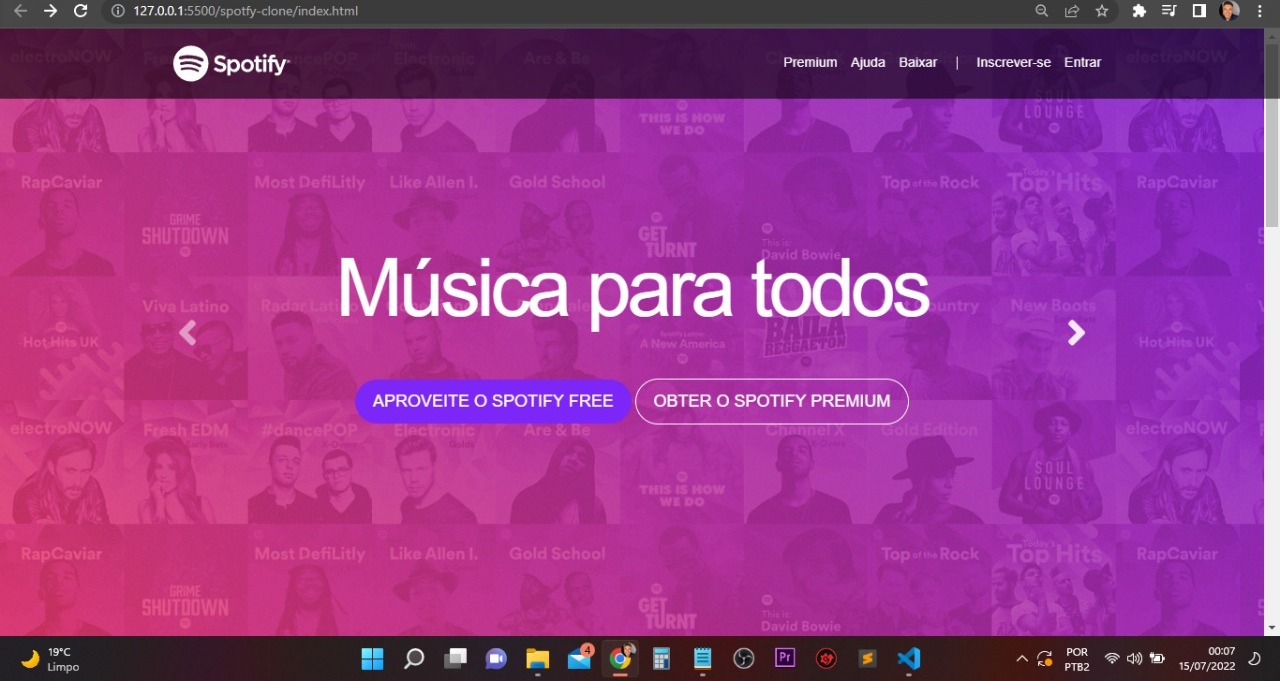 127.0.0.1:5500/spotfy-clone/index.html
electroNOW
#dancePOP
Electronic
Are & Be
electroNOW
Spotify
Premium Ajuda Baixar | Inscrever-se Entrar
THIS IS HOW
WE DO
SOUL
LOUNGE
RapCaviar
Most DefiLitly
Like Allen I.
Gold School
Top of the Rock
Today's
Top Hits
RapCaviar
GRIME
SHUTDOWN
GET
TURNT
This is:
David Bowie
Música para todos
Viva Latino
Radar Latino
New Boots
Hot Hits UK
A New America
BAILA
REGGAETON
Hot Hits UK
APROVEITE O SPOTIFY FREE
OBTER O SPOTIFY PREMIUM
electroNOW
Fresh EDM
#dancePOP
Electronic
Are & Be
Channel X
Gold Edition
electroNOW
THIS IS HOW
WE DO
SOUL
LOUNGE
RapCaviar
Most DefiLitly
Like Allen I.
Gold School
Top of the Rock
Today's
Top Hits
RapCaviar
GRIME
SHUTDOWN
GET
TURNT
This is:
David Bowie
19°C
Limpo
4
Pr
POR
PTB2
00:07
15/07/2022